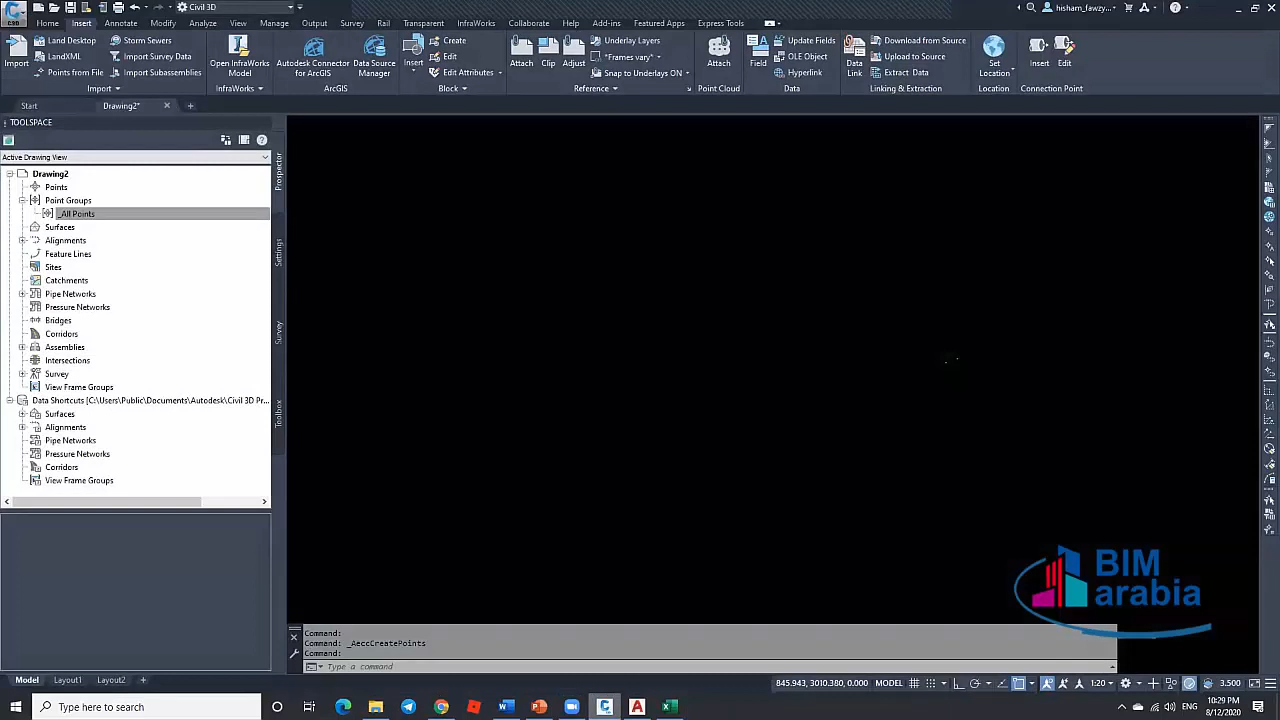 C3D
Civil 3D
hisham_fawzy...
Home Insert Annotate Modify Analyze View Manage Output Survey Rail Transparent InfraWorks Collaborate Help Add-ins Featured Apps Express Tools
Import
Land Desktop
LandXML
Points from File
Storm Sewers
Import Survey Data
Import Subassemblies
Import
Open InfraWorks
Model
InfraWorks
Autodesk Connector
for ArcGIS
Data Source
Manager
ArcGIS
Insert
Create
Edit
Edit Attributes
Block
Attach
Clip
Adjust
Underlay Layers
*Frames vary*
Snap to Underlays ON
Reference
Attach
Point Cloud
Field
Update Fields
OLE Object
Hyperlink
Data
Data
Link
Download from Source
Upload to Source
Extract Data
Linking & Extraction
Set
Location
Location
Insert
Edit
Connection Point
Start
Drawing2*
TOOLSPACE
Active Drawing View
Drawing2
Points
Point Groups
_All Points
Surfaces
Alignments
Feature Lines
Sites
Catchments
Pipe Networks
Pressure Networks
Bridges
Corridors
Assemblies
Intersections
Survey
View Frame Groups
Data Shortcuts [C:\Users\Public\Documents\Autodesk\Civil 3D Pr...
Surfaces
Alignments
Pipe Networks
Pressure Networks
Corridors
View Frame Groups
Prospector
Settings
Survey
Toolbox
BIM
arabia
Command:
Command: _AeccCreatePoints
Command:
Type a command
Model Layout1 Layout2
845.943, 3010.380, 0.000 MODEL
1:20
3.500
Type here to search
10:29 PM
8/12/2020